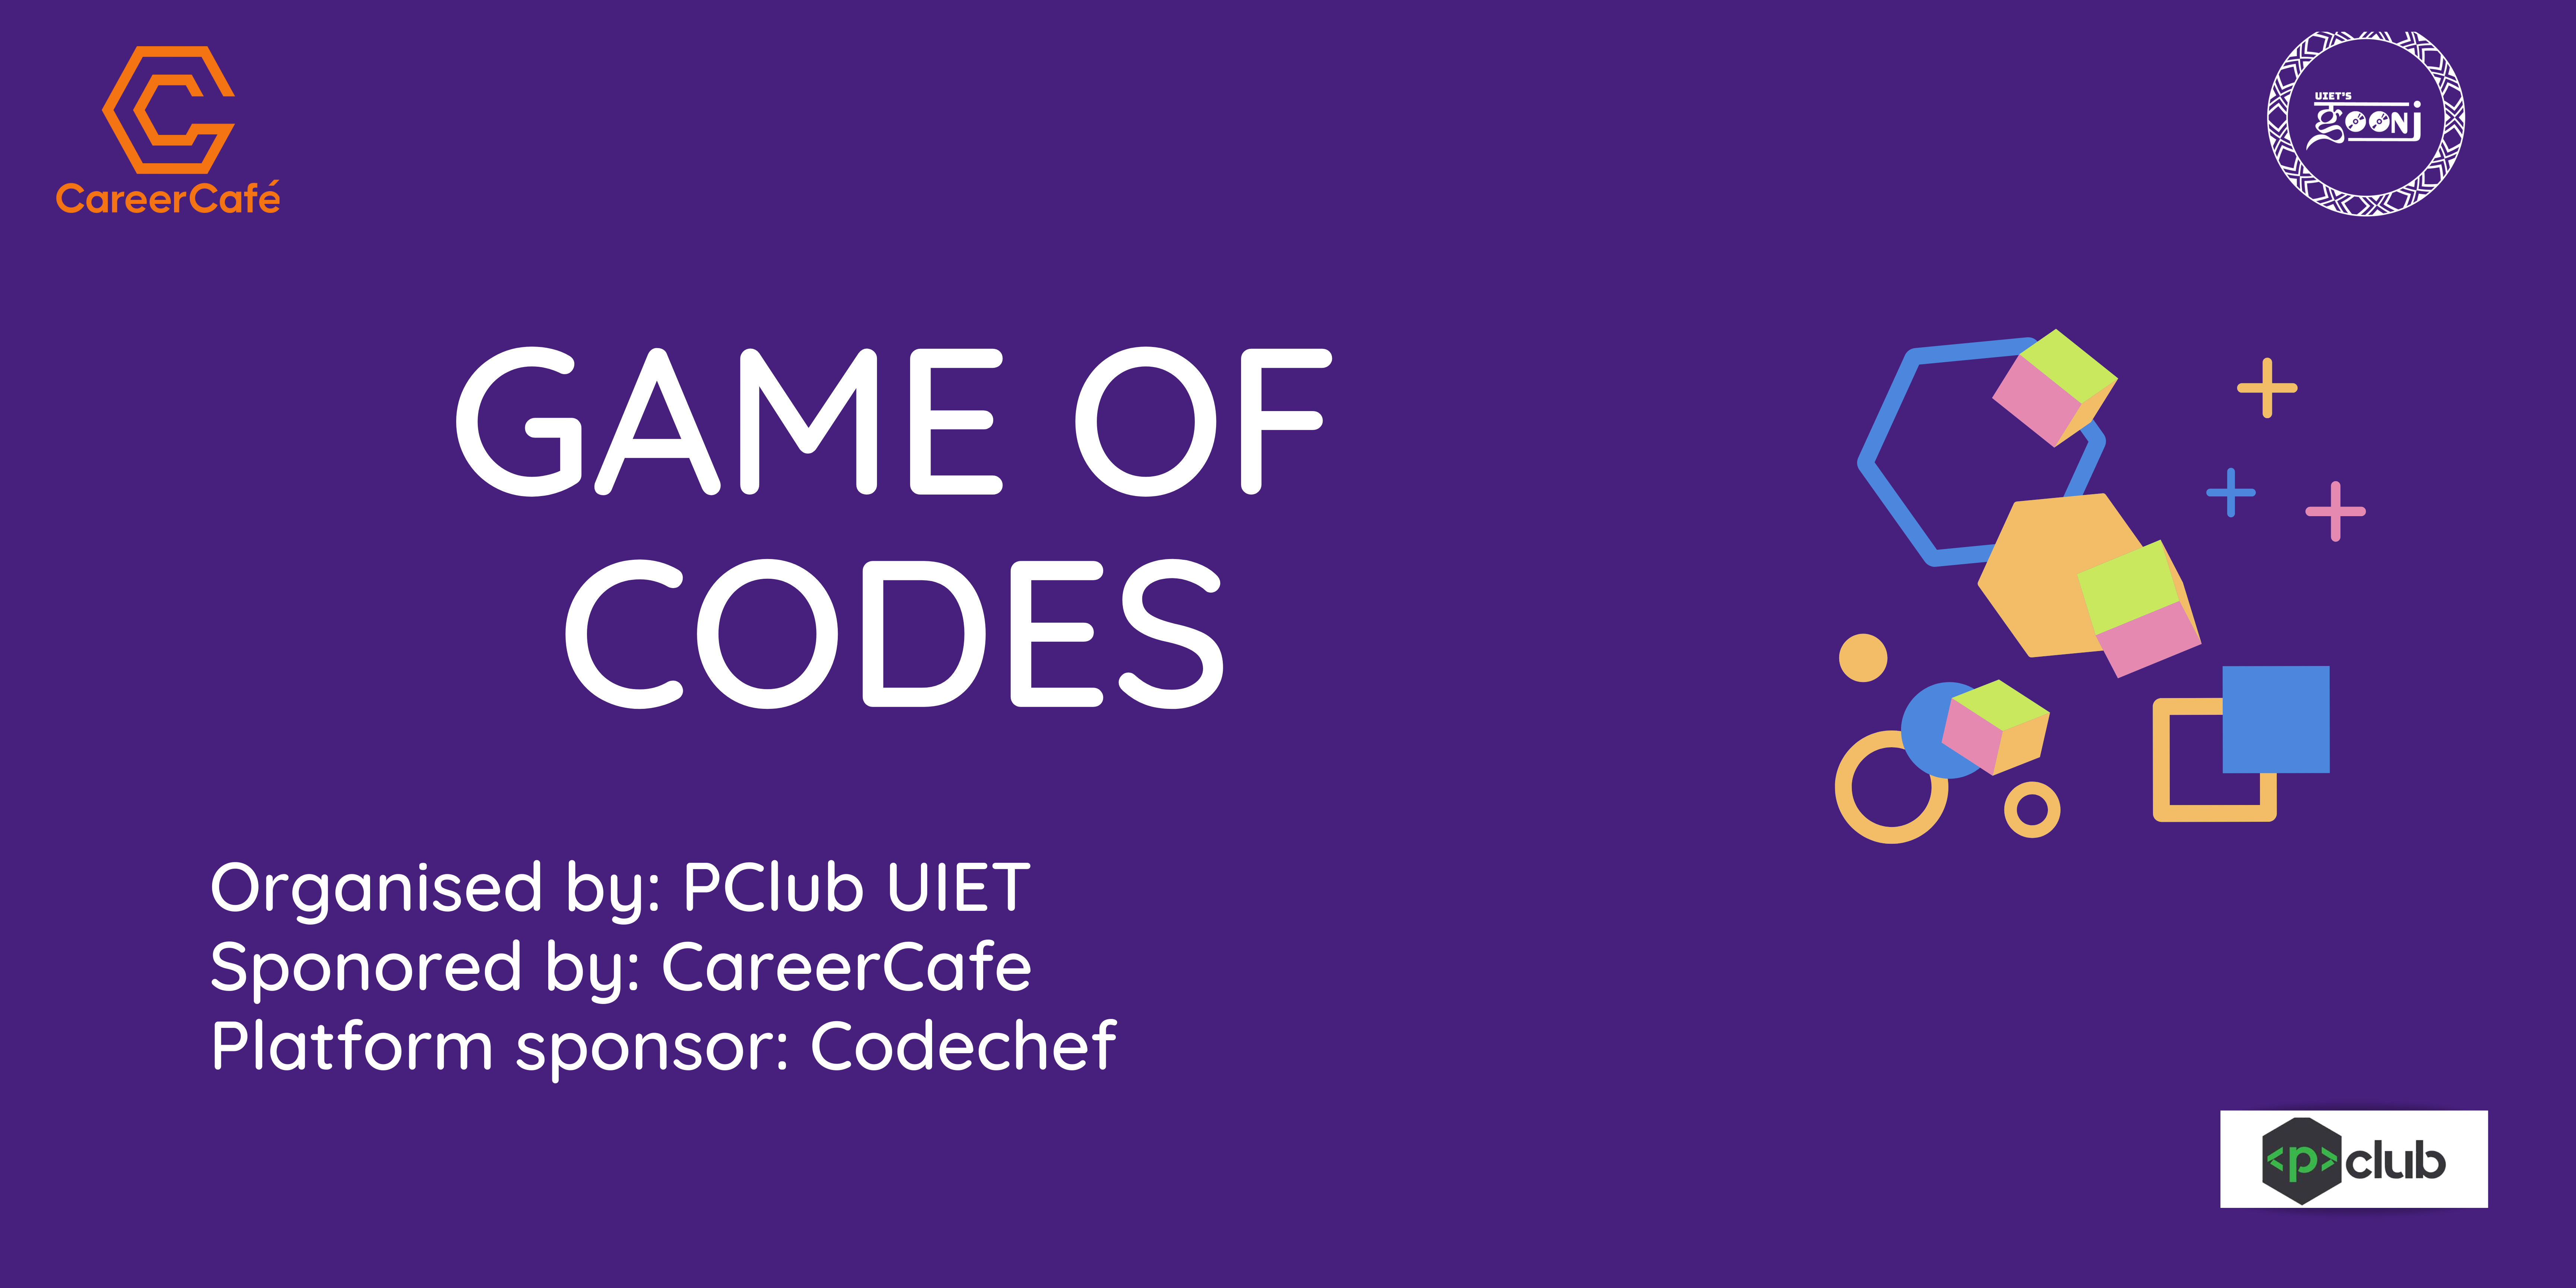 CareerCafé
UIET'S
gOONj
GAME OF
CODES
Organised by: PClub UIET
Sponored by: CareerCafe
Platform sponsor: Codechef
<p>club